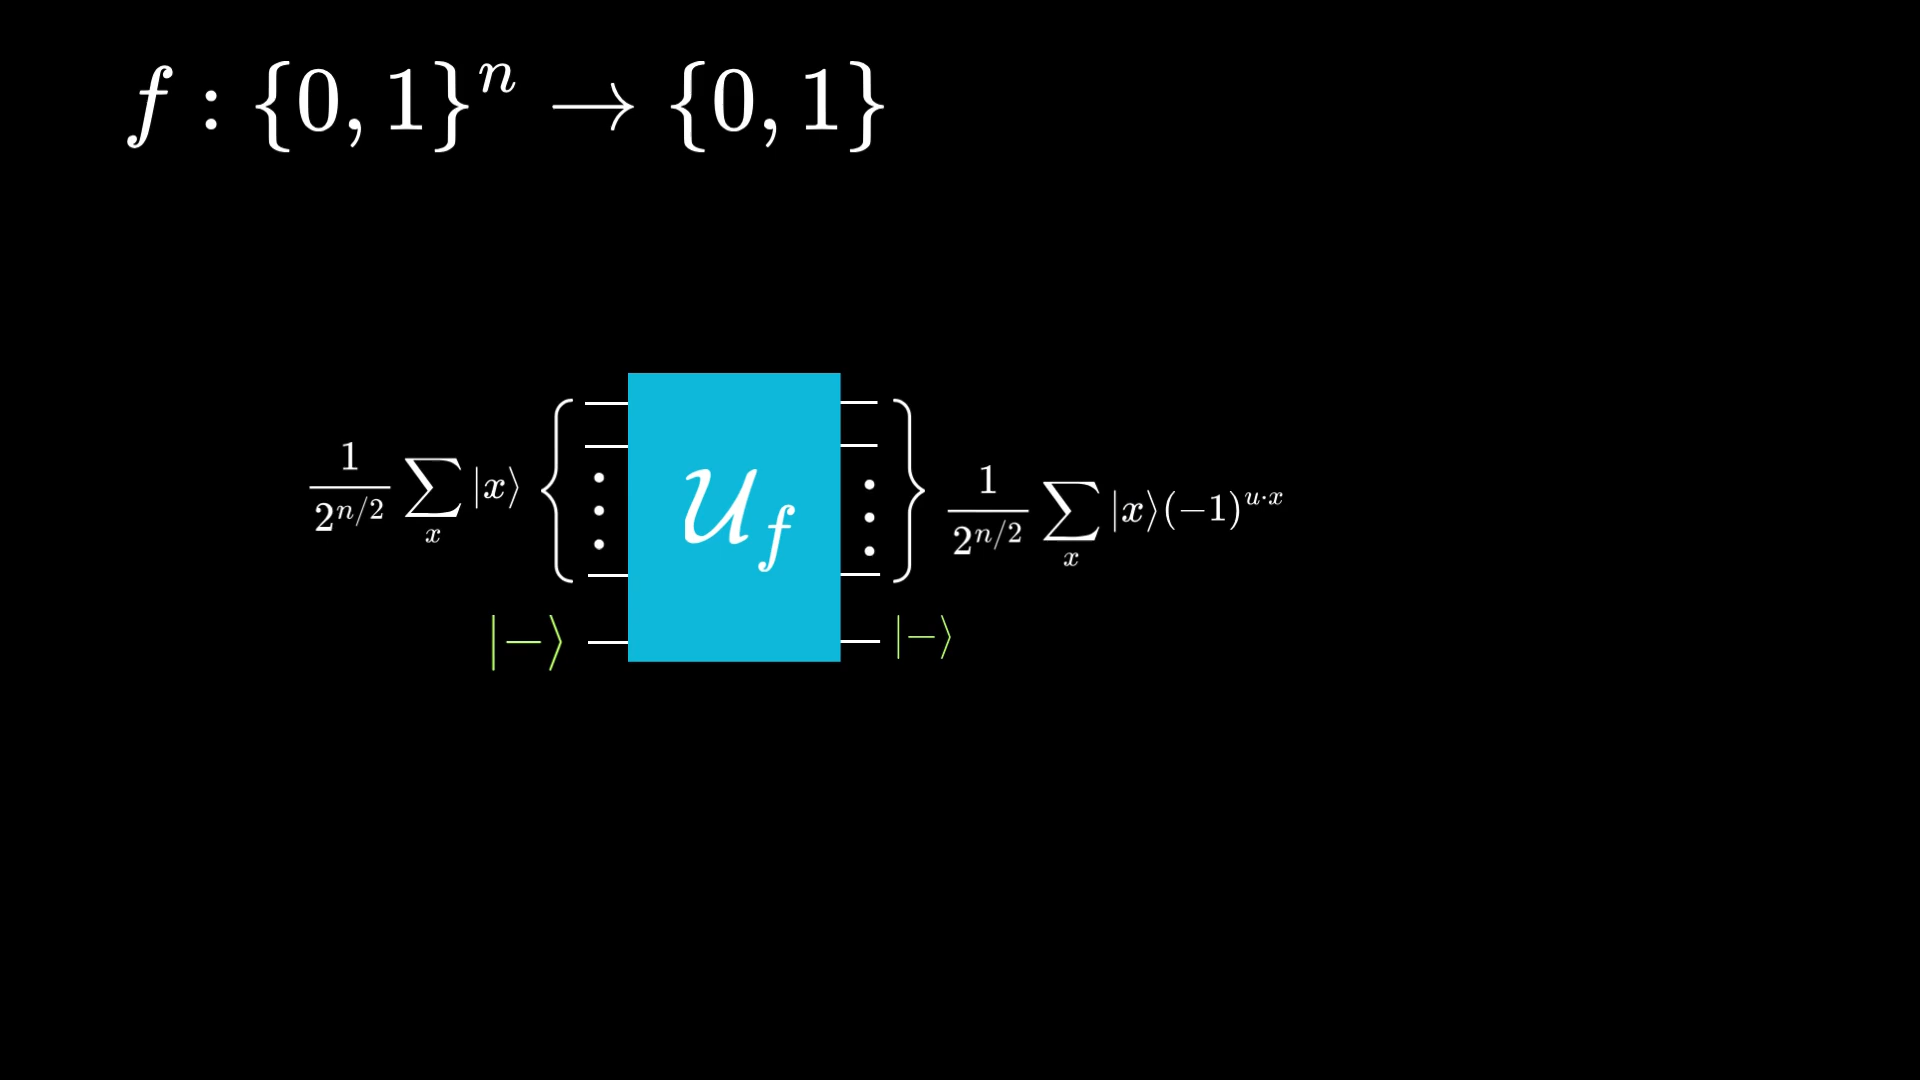 f : {0, 1}ⁿ → {0, 1}
1/2^{n/2} ∑_x |x⟩
𝒰_f
1/2^{n/2} ∑_x |x⟩(−1)^{u·x}
|−⟩
|−⟩